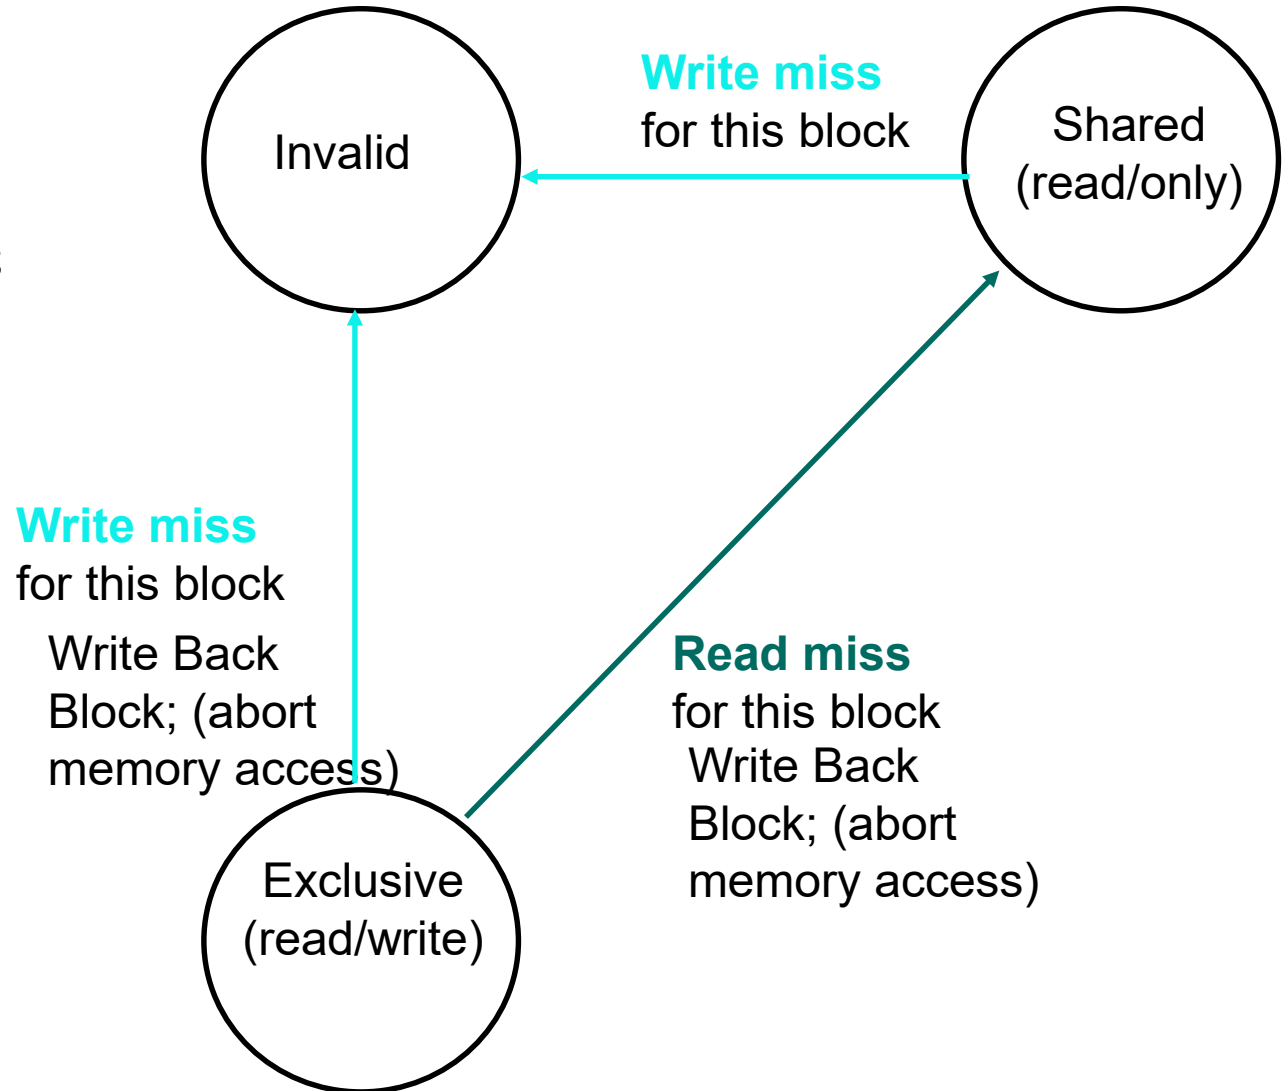 Write miss
for this block
Invalid
Shared
(read/only)
Write miss
for this block
Write Back
Block; (abort
memory access)
Read miss
for this block
Write Back
Block; (abort
memory access)
Exclusive
(read/write)